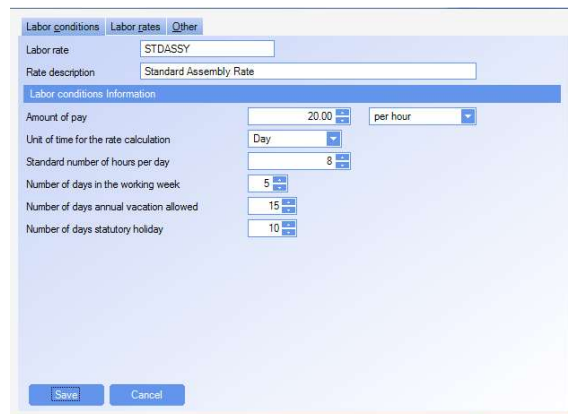 Labor conditions Labor rates Other
Labor rate STDASSY
Rate description Standard Assembly Rate
Labor conditions Information
Amount of pay 20.00 per hour
Unit of time for the rate calculation Day
Standard number of hours per day 8
Number of days in the working week 5
Number of days annual vacation allowed 15
Number of days statutory holiday 10
Save Cancel